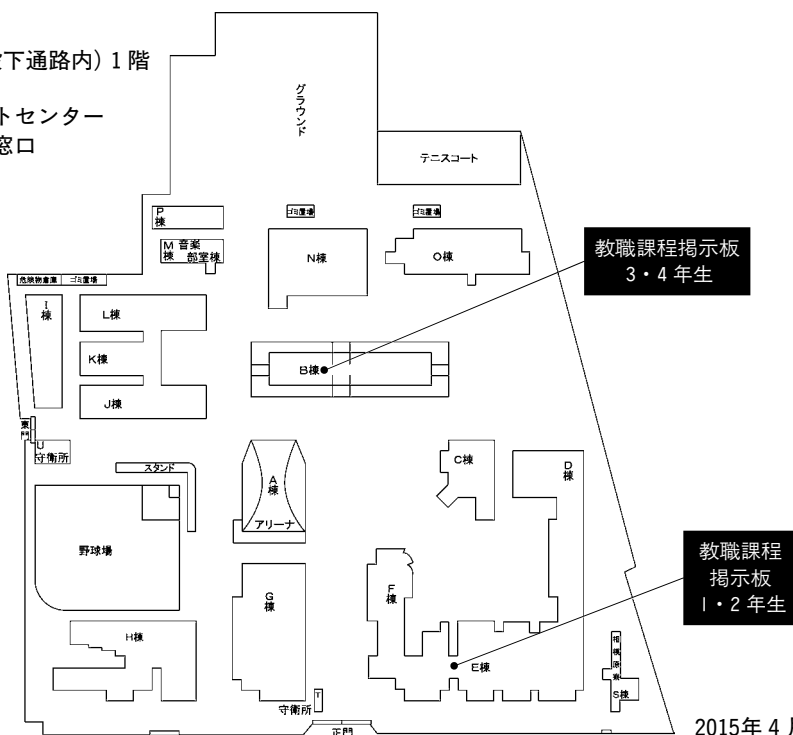 下通路内）1 階
トセンター
窓口
グラウンド
テニスコート
P
棟
ゴミ置場
ゴミ置場
M 音楽
棟 部室棟
N棟
O棟
教職課程掲示板
3・4 年生
危険物倉庫
ゴミ置場
I
棟
L棟
K棟
B棟
J棟
東門
U
守衛所
スタンド
A
棟
アリーナ
C棟
D
棟
野球場
教職課程
掲示板
1・2 年生
G
棟
F
棟
H棟
E棟
相模原寮
S棟
T
守衛所
正門
2015年 4 月